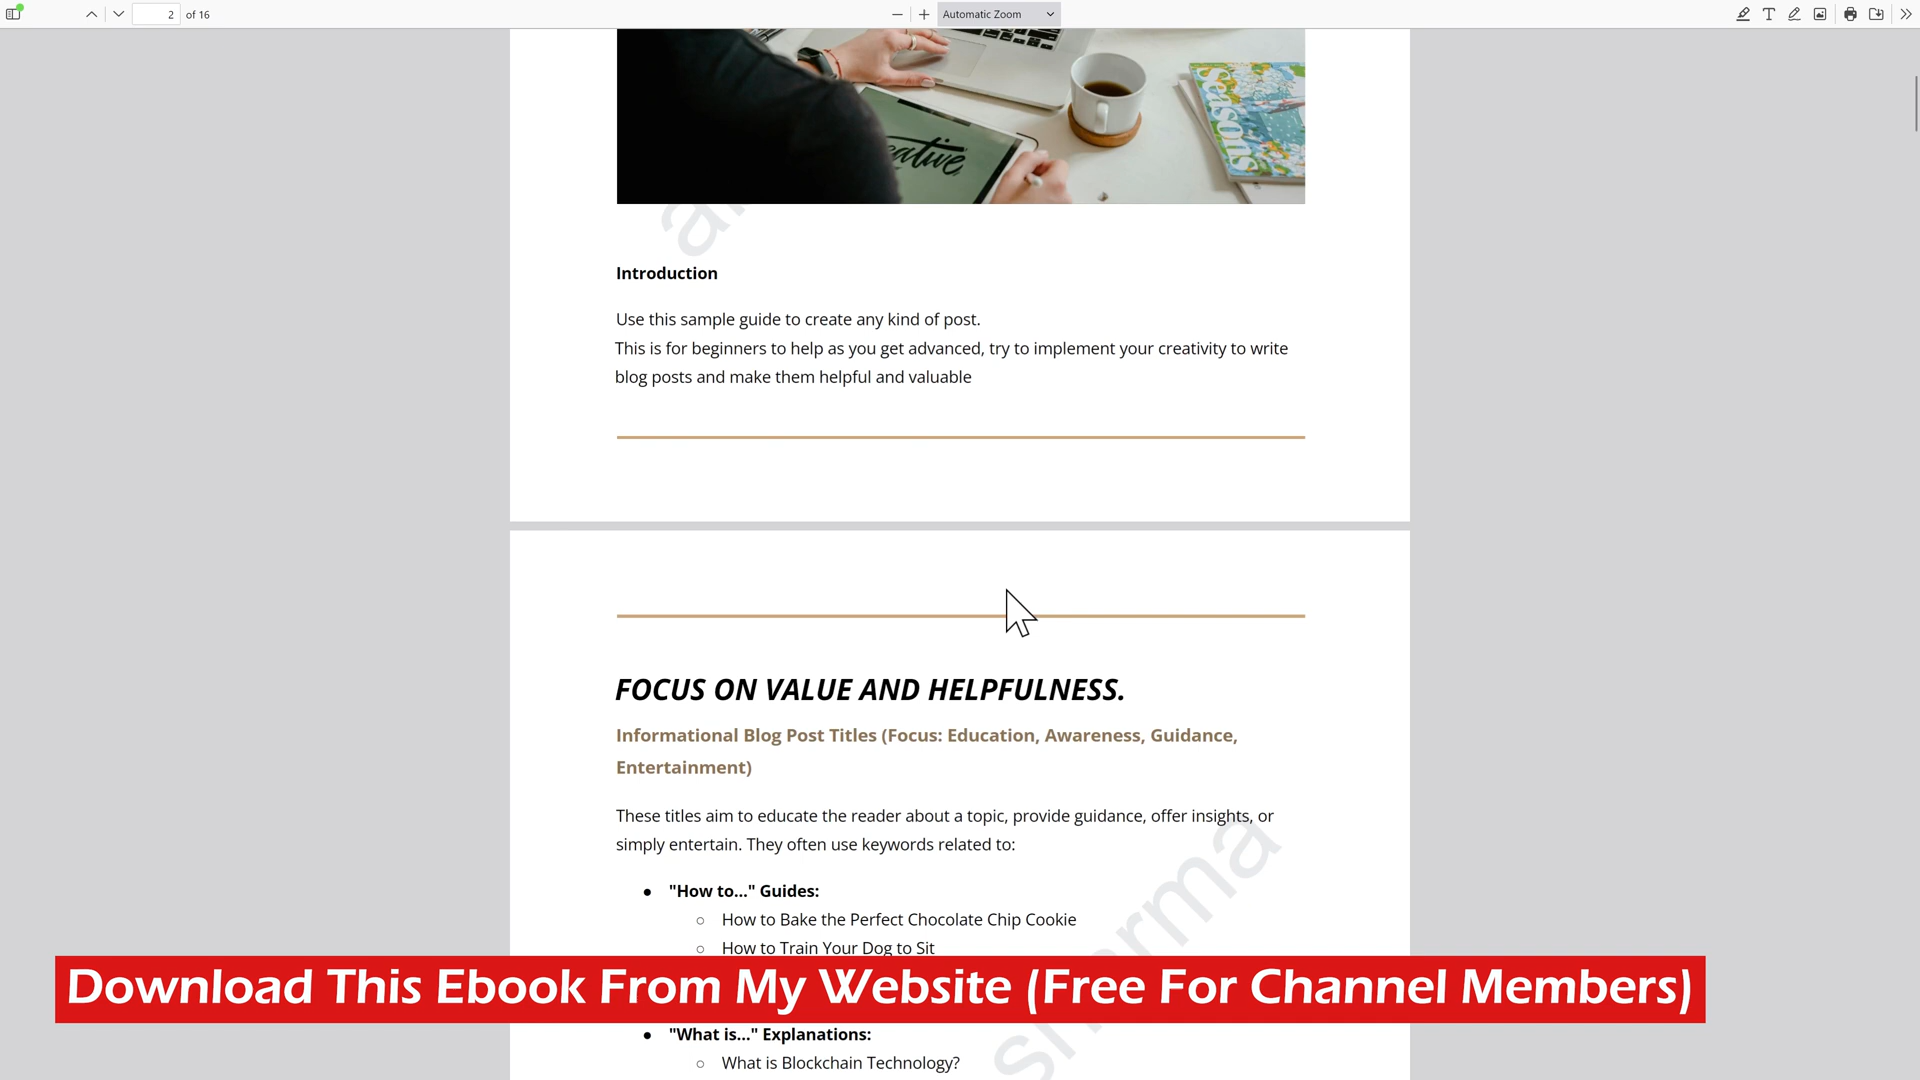 2 of 16
Automatic Zoom
seasons
eative
Introduction
Use this sample guide to create any kind of post.
This is for beginners to help as you get advanced, try to implement your creativity to write
blog posts and make them helpful and valuable
FOCUS ON VALUE AND HELPFULNESS.
Informational Blog Post Titles (Focus: Education, Awareness, Guidance,
Entertainment)
These titles aim to educate the reader about a topic, provide guidance, offer insights, or
simply entertain. They often use keywords related to:
● "How to..." Guides:
○ How to Bake the Perfect Chocolate Chip Cookie
○ How to Train Your Dog to Sit
Download This Ebook From My Website (Free For Channel Members)
● "What is..." Explanations:
○ What is Blockchain Technology?